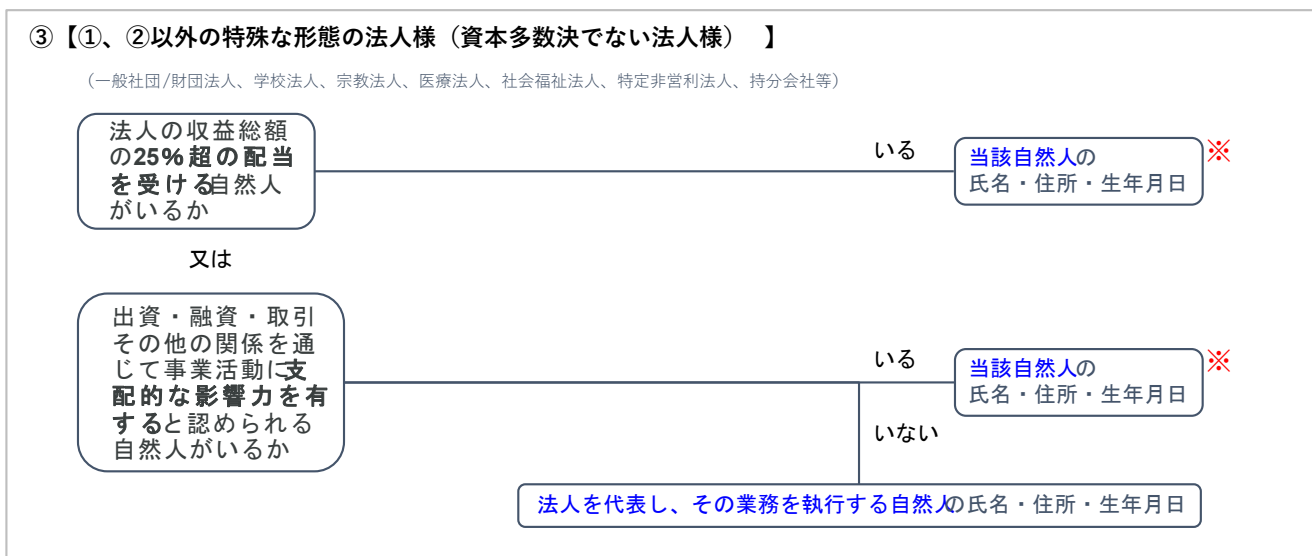 ③【①、②以外の特殊な形態の法人様（資本多数決でない法人様）　】
（一般社団/財団法人、学校法人、宗教法人、医療法人、社会福祉法人、特定非営利法人、持分会社等）
法人の収益総額
の25%超の配当
を受ける自然人
がいるか
いる
当該自然人の
氏名・住所・生年月日
※
又は
出資・融資・取引
その他の関係を通
じて事業活動に支
配的な影響力を有
すると認められる
自然人がいるか
いる
当該自然人の
氏名・住所・生年月日
※
いない
法人を代表し、その業務を執行する自然人の氏名・住所・生年月日